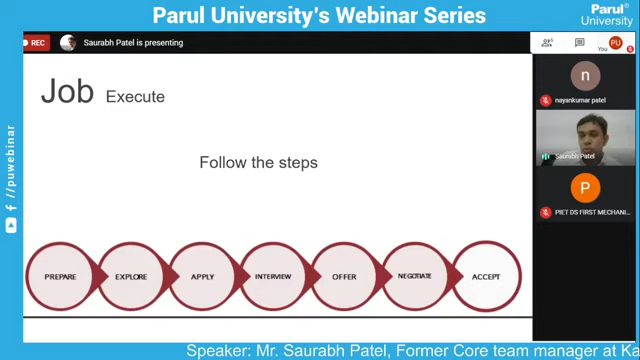 Parul University's Webinar Series
Parul®
University
REC
Saurabh Patel is presenting
6
You
PU
Job Execute
Follow the steps
PREPARE
EXPLORE
APPLY
INTERVIEW
OFFER
NEGOTIATE
ACCEPT
n
nayankumar patel
Saurabh Patel
P
PIET DS FIRST MECHANI...
/puwebinar
Speaker: Mr. Saurabh Patel, Former Core team manager at Ka